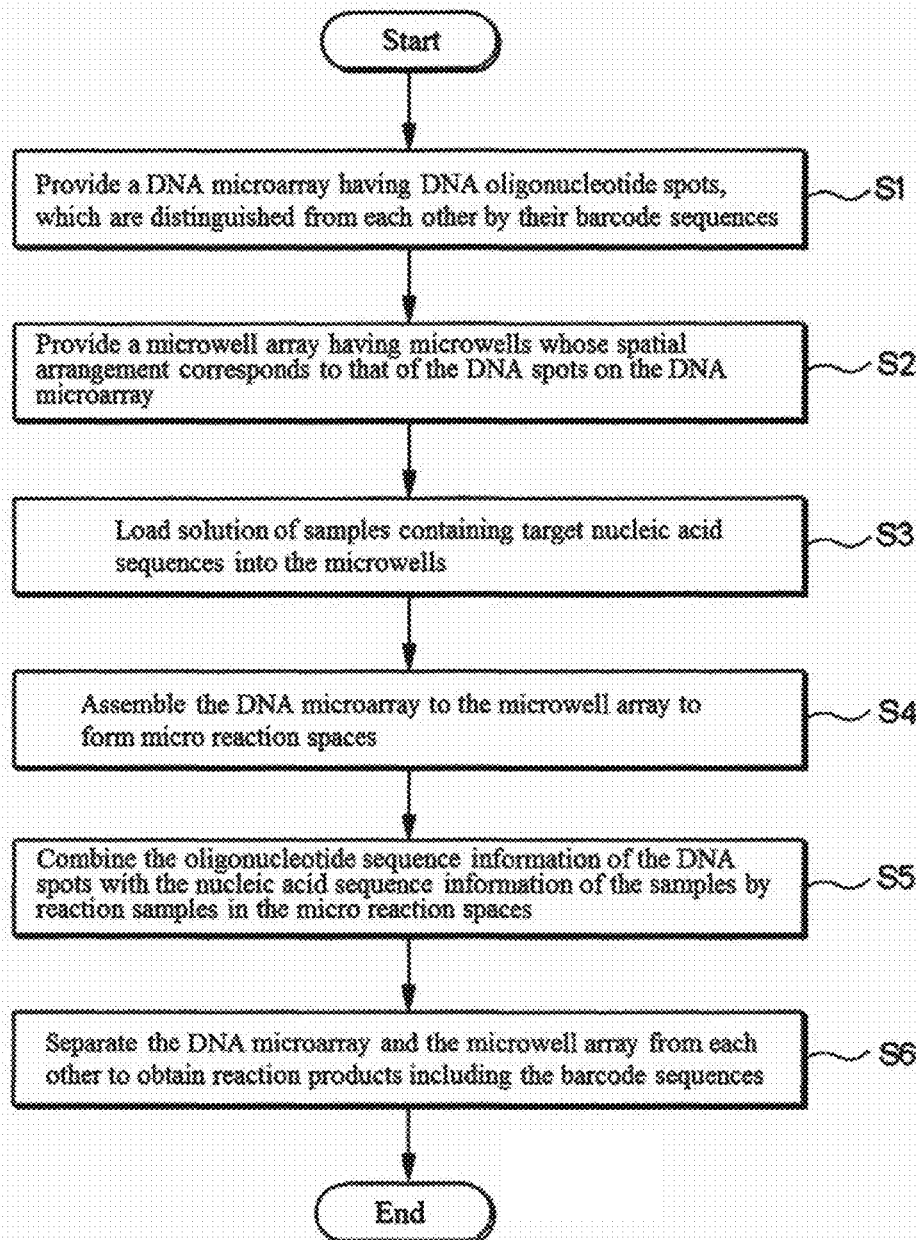 Start
Provide a DNA microarray having DNA oligonucleotide spots,
which are distinguished from each other by their barcode sequences
S1
Provide a microwell array having microwells whose spatial
arrangement corresponds to that of the DNA spots on the DNA
microarray
S2
Load solution of samples containing target nucleic acid
sequences into the microwells
S3
Assemble the DNA microarray to the microwell array to
form micro reaction spaces
S4
Combine the oligonucleotide sequence information of the DNA
spots with the nucleic acid sequence information of the samples by
reaction samples in the micro reaction spaces
S5
Separate the DNA microarray and the microwell array from each
other to obtain reaction products including the barcode sequences
S6
End